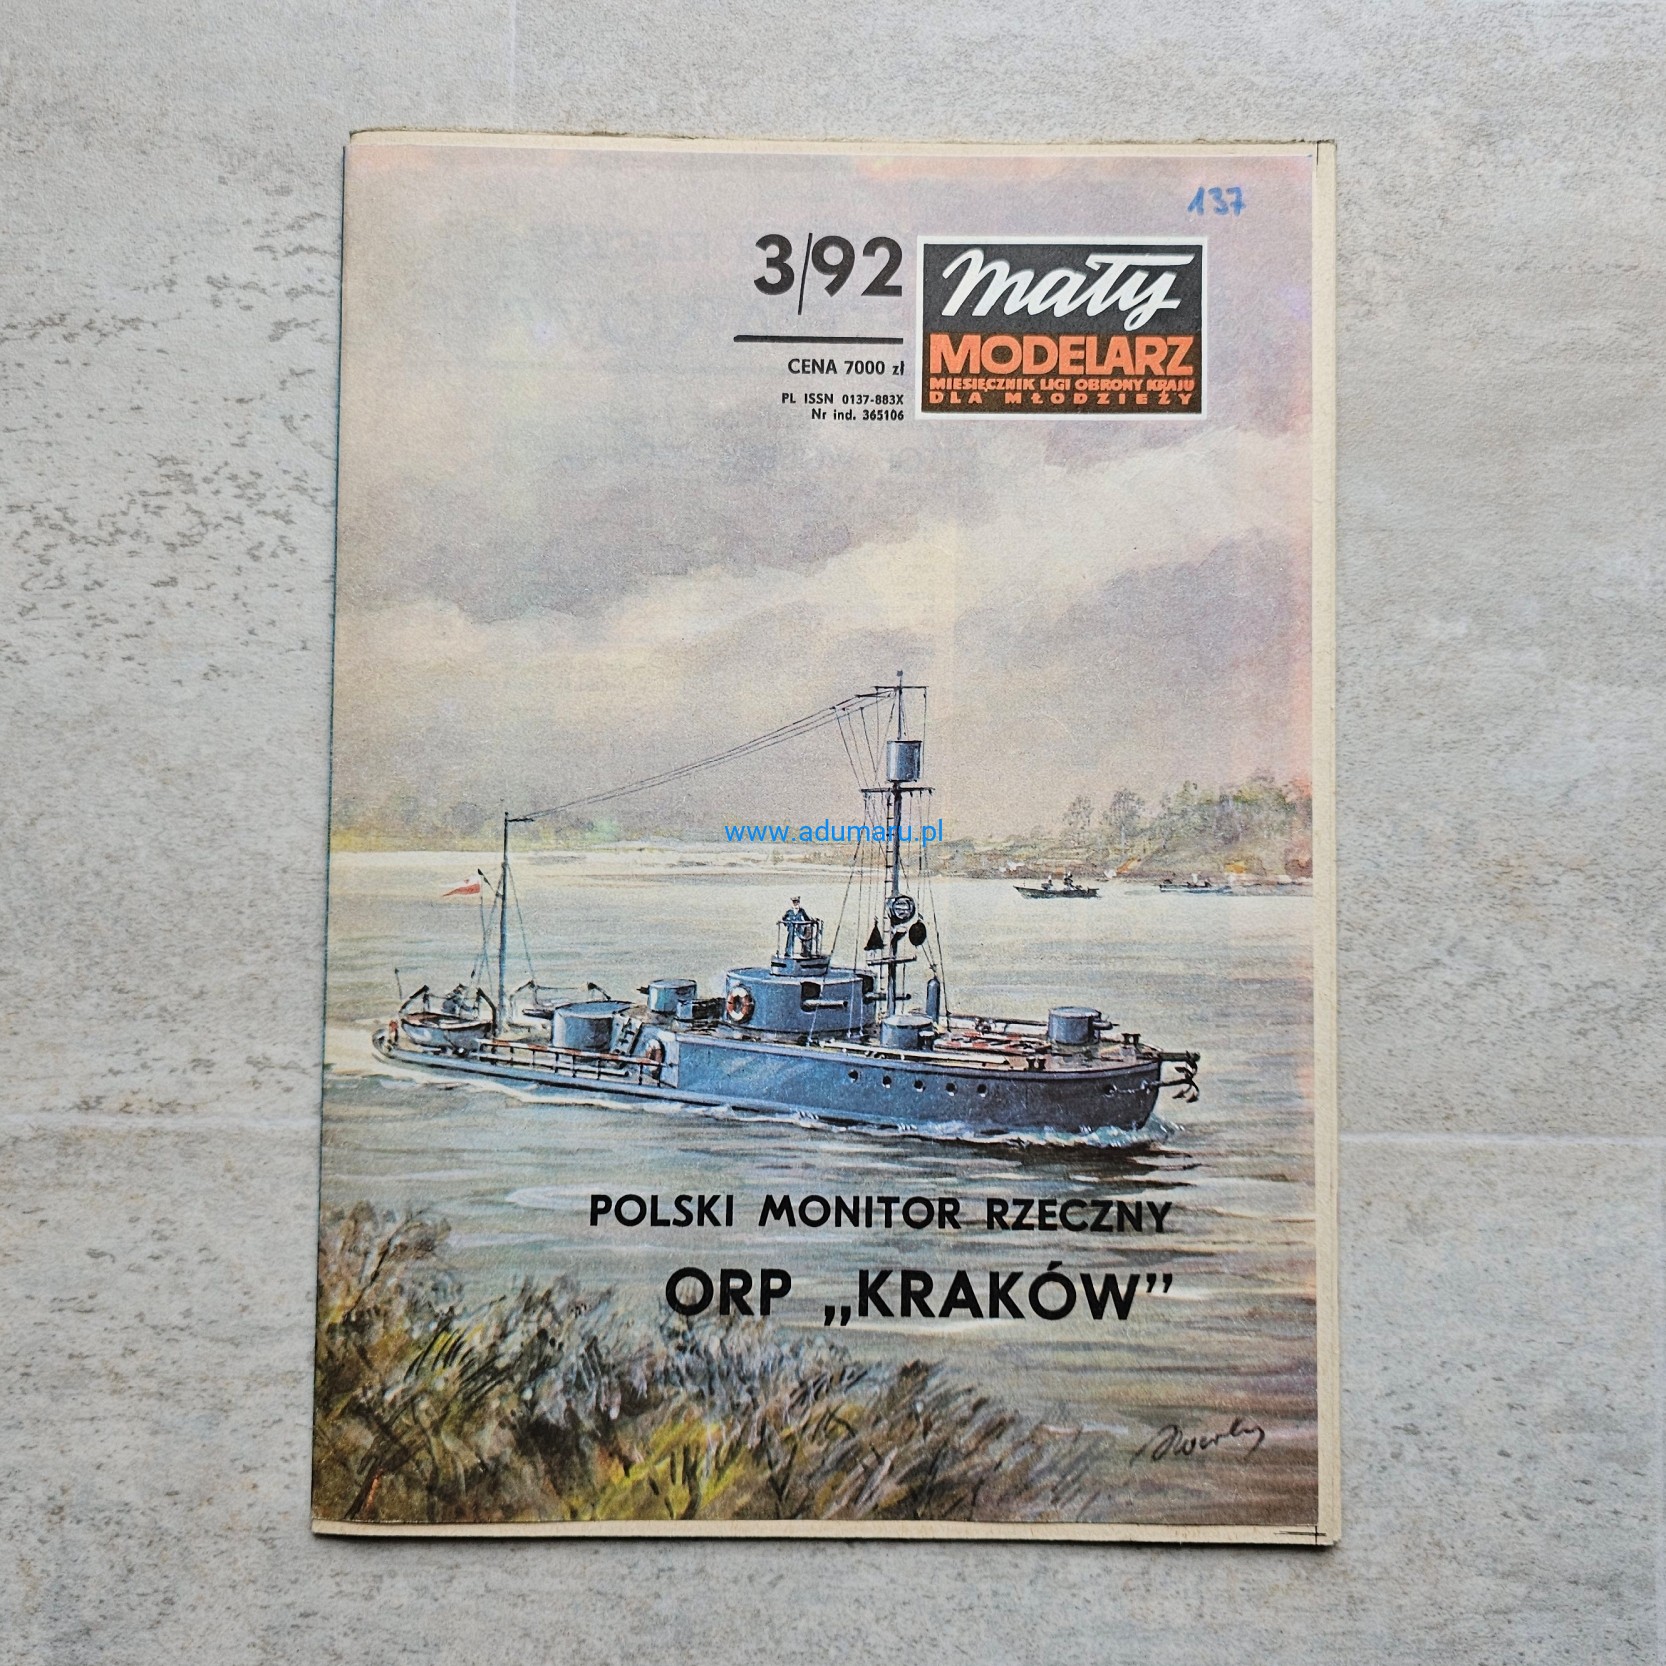 137
3/92
mały
MODELARZ
MIESIĘCZNIK LIGI OBRONY KRAJU
DLA MŁODZIEŻY
CENA 7000 zł
PL ISSN 0137-883X
Nr ind. 365106
www.adumaru.pl
POLSKI MONITOR RZECZNY
ORP „KRAKÓW”